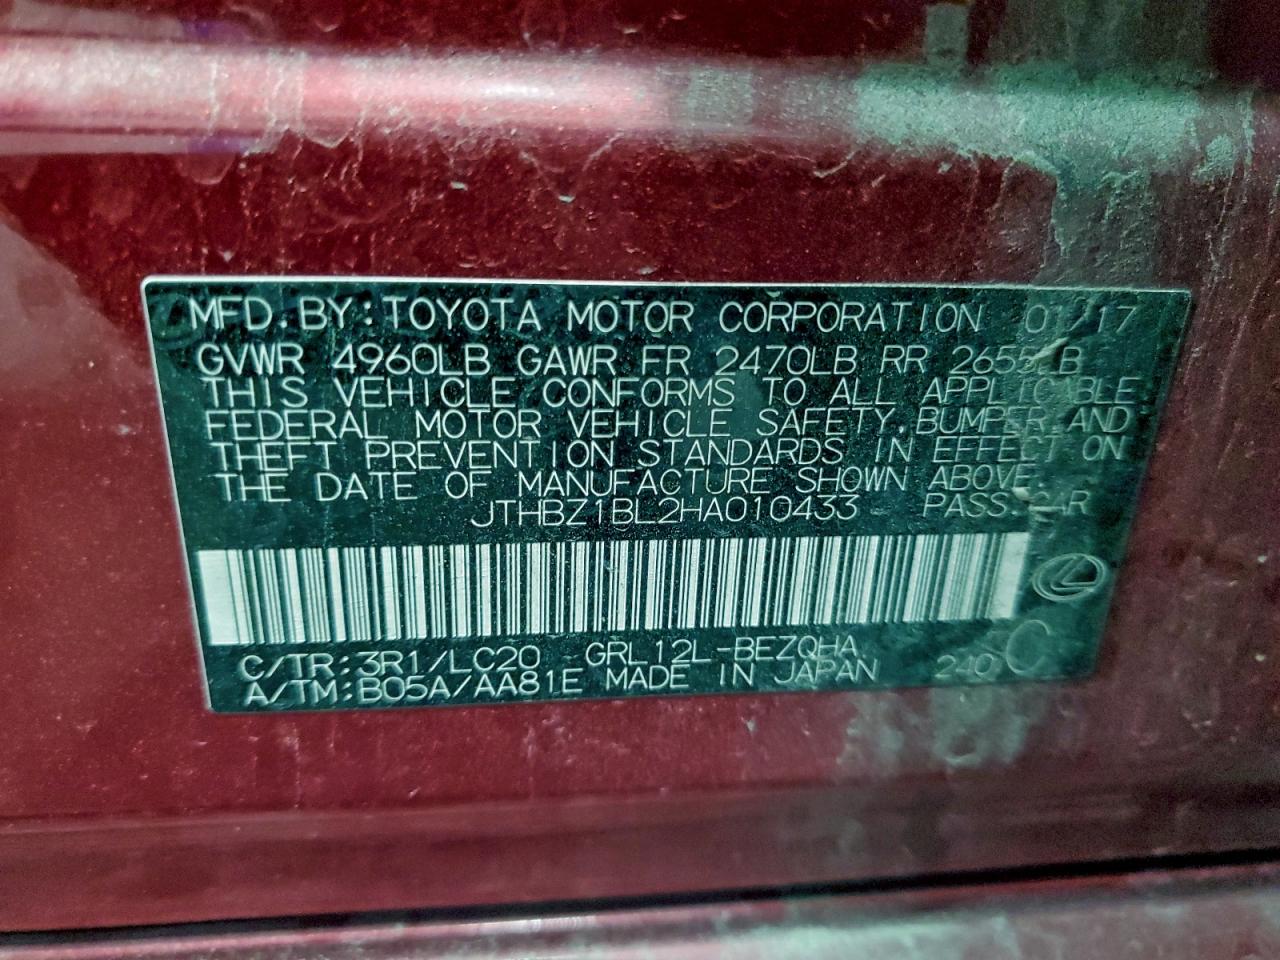 MFD. BY: TOYOTA MOTOR CORPORATION 01/17
GVWR 4960LB GAWR FR 2470LB RR 2655LB
THIS VEHICLE CONFORMS TO ALL APPLICABLE
FEDERAL MOTOR VEHICLE SAFETY, BUMPER, AND
THEFT PREVENTION STANDARDS IN EFFECT ON
THE DATE OF MANUFACTURE SHOWN ABOVE.
JTHBZ1BL2HA010433 PASS. CAR
C/TR: 3R1/LC20 -GRL12L-BEZQHA
A/TM: B05A/AA81E MADE IN JAPAN 240 C